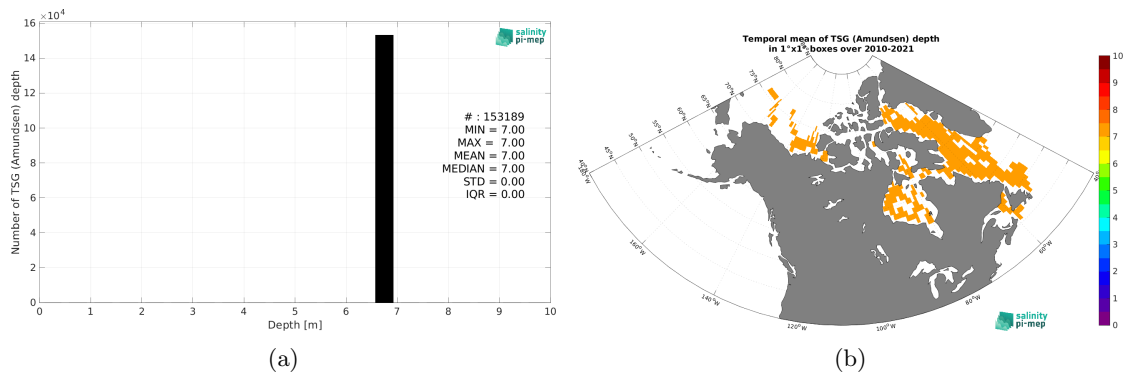 ×10⁴
16
14
12
10
8
6
4
2
0
Number of TSG (Amundsen) depth
0 1 2 3 4 5 6 7 8 9 10
Depth [m]
salinity
pi-mep
# : 153189
MIN = 7.00
MAX = 7.00
MEAN = 7.00
MEDIAN = 7.00
STD = 0.00
IQR = 0.00
(a)
Temporal mean of TSG (Amundsen) depth
in 1°x1° boxes over 2010-2021
75°N
70°N
65°N
60°N
55°N
50°N
45°N
160°W
140°W
120°W
100°W
80°W
60°W
10
9
8
7
6
5
4
3
2
1
0
salinity
pi-mep
(b)